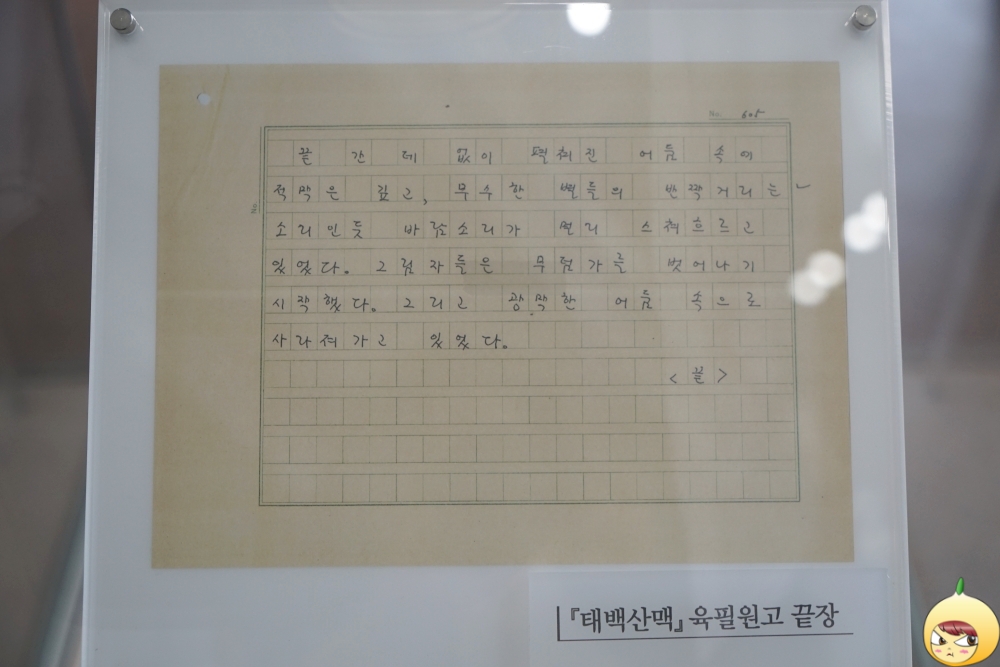 No. 605
끝 간 데 없이 펼쳐진 어둠 속에
적막은 깊고, 무수한 별들의 반짝거리는
소리인듯 바람소리가 멀리 스쳐흐르고
있었다. 그림자들은 무덤가를 벗어나기
시작했다. 그리고 광막한 어둠 속으로
사라져가고 있었다.
<끝>
『태백산맥』 육필원고 끝장